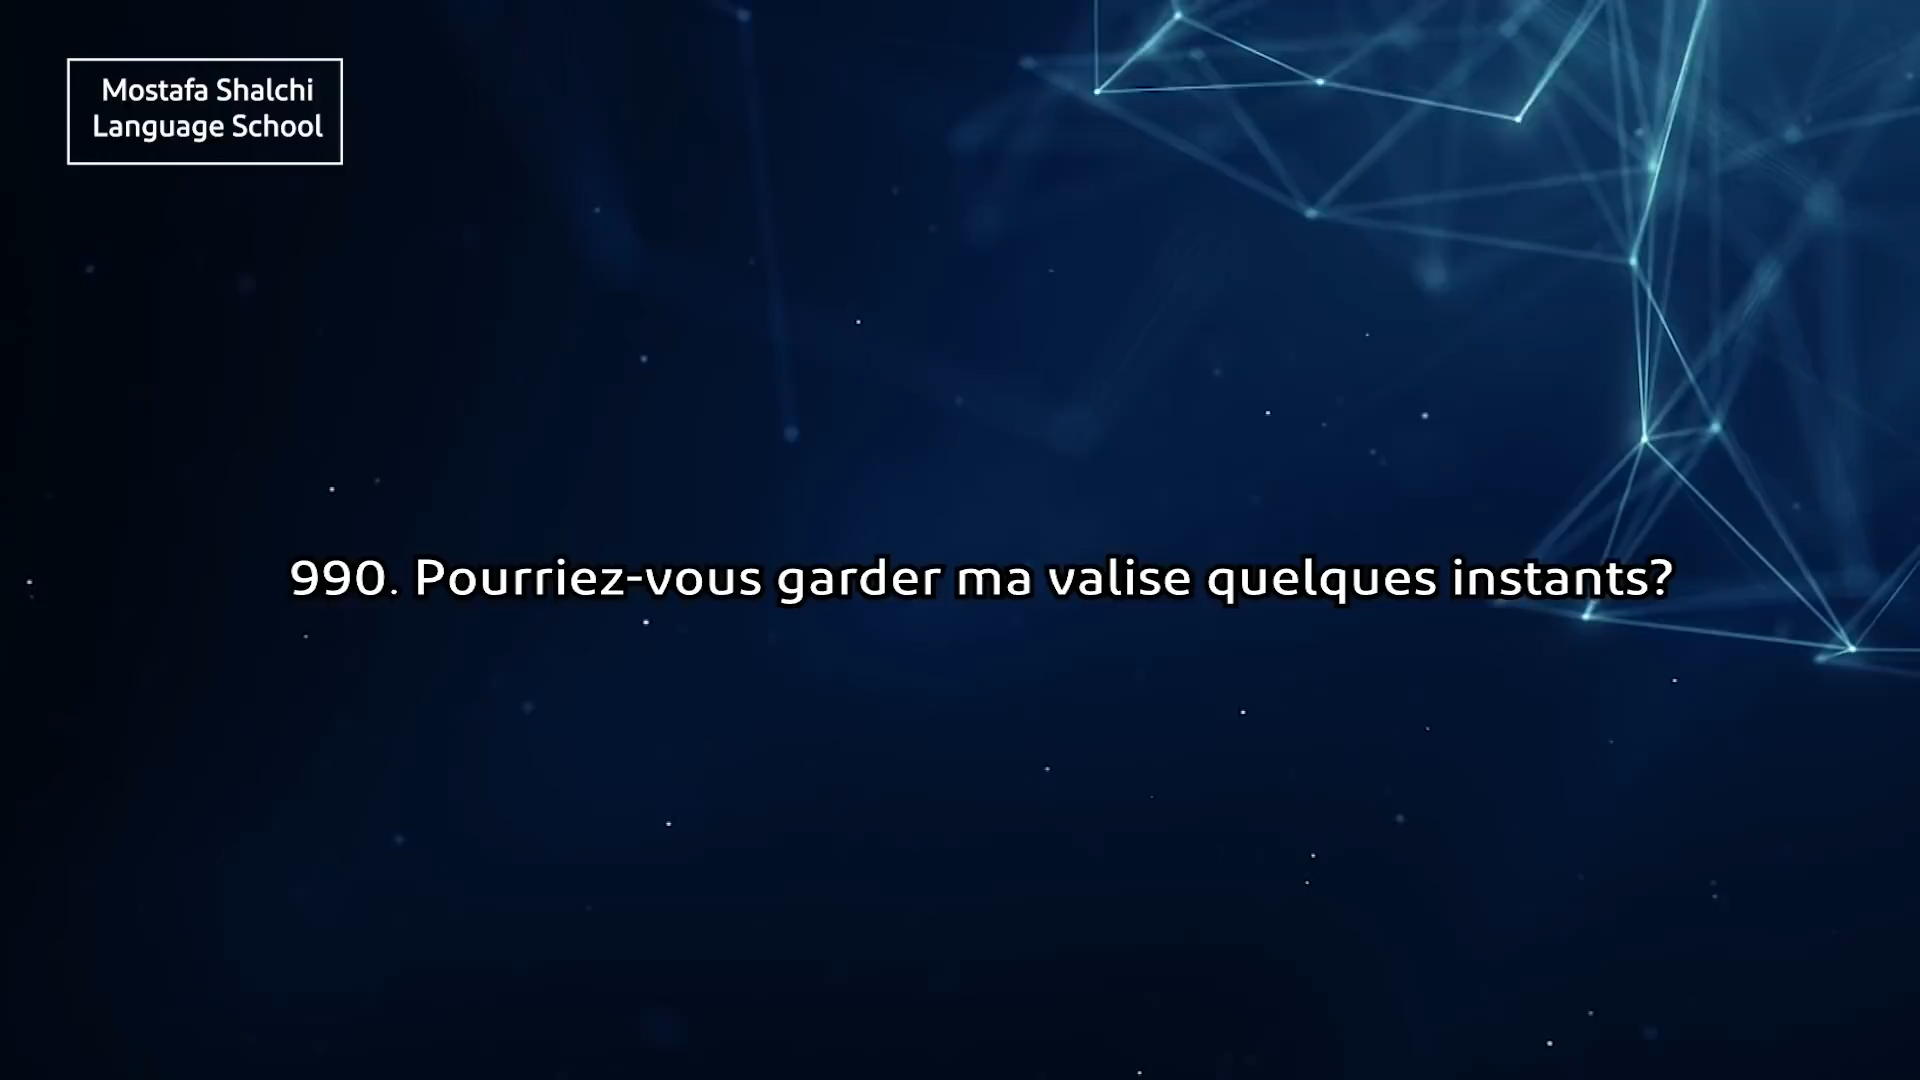 Mostafa Shalchi
Language School
990. Pourriez-vous garder ma valise quelques instants?